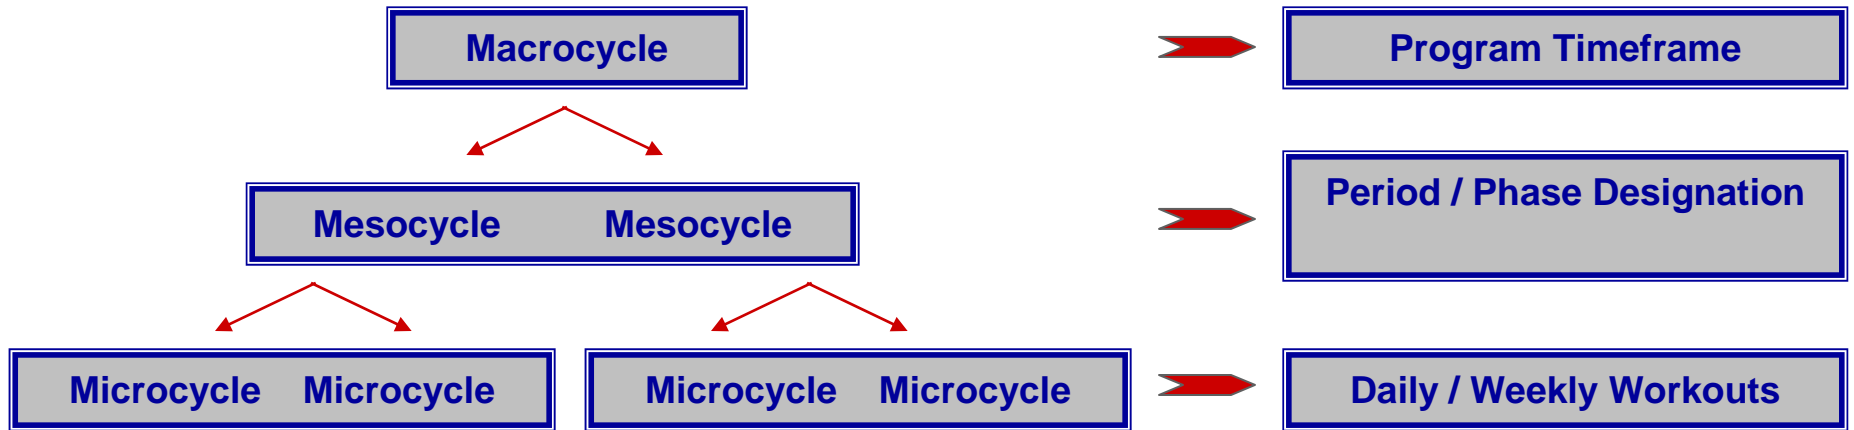 Macrocycle
Program Timeframe
Mesocycle Mesocycle
Period / Phase Designation
Microcycle Microcycle
Microcycle Microcycle
Daily / Weekly Workouts